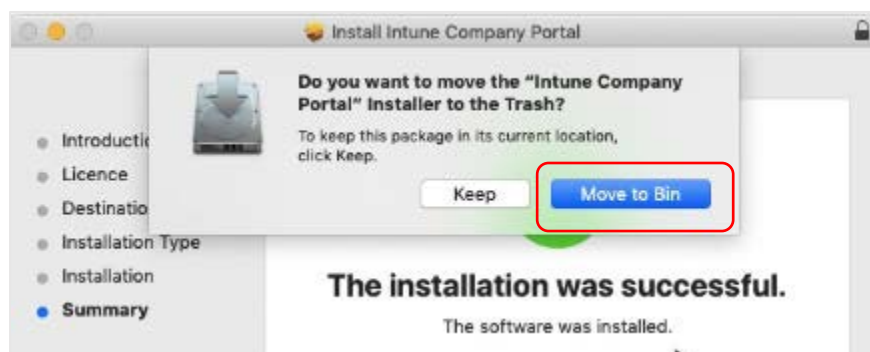 Install Intune Company Portal
Do you want to move the “Intune Company
Portal” Installer to the Trash?
To keep this package in its current location,
click Keep.
Keep
Move to Bin
Licence
Installation Type
Installation
Summary
The installation was successful.
The software was installed.